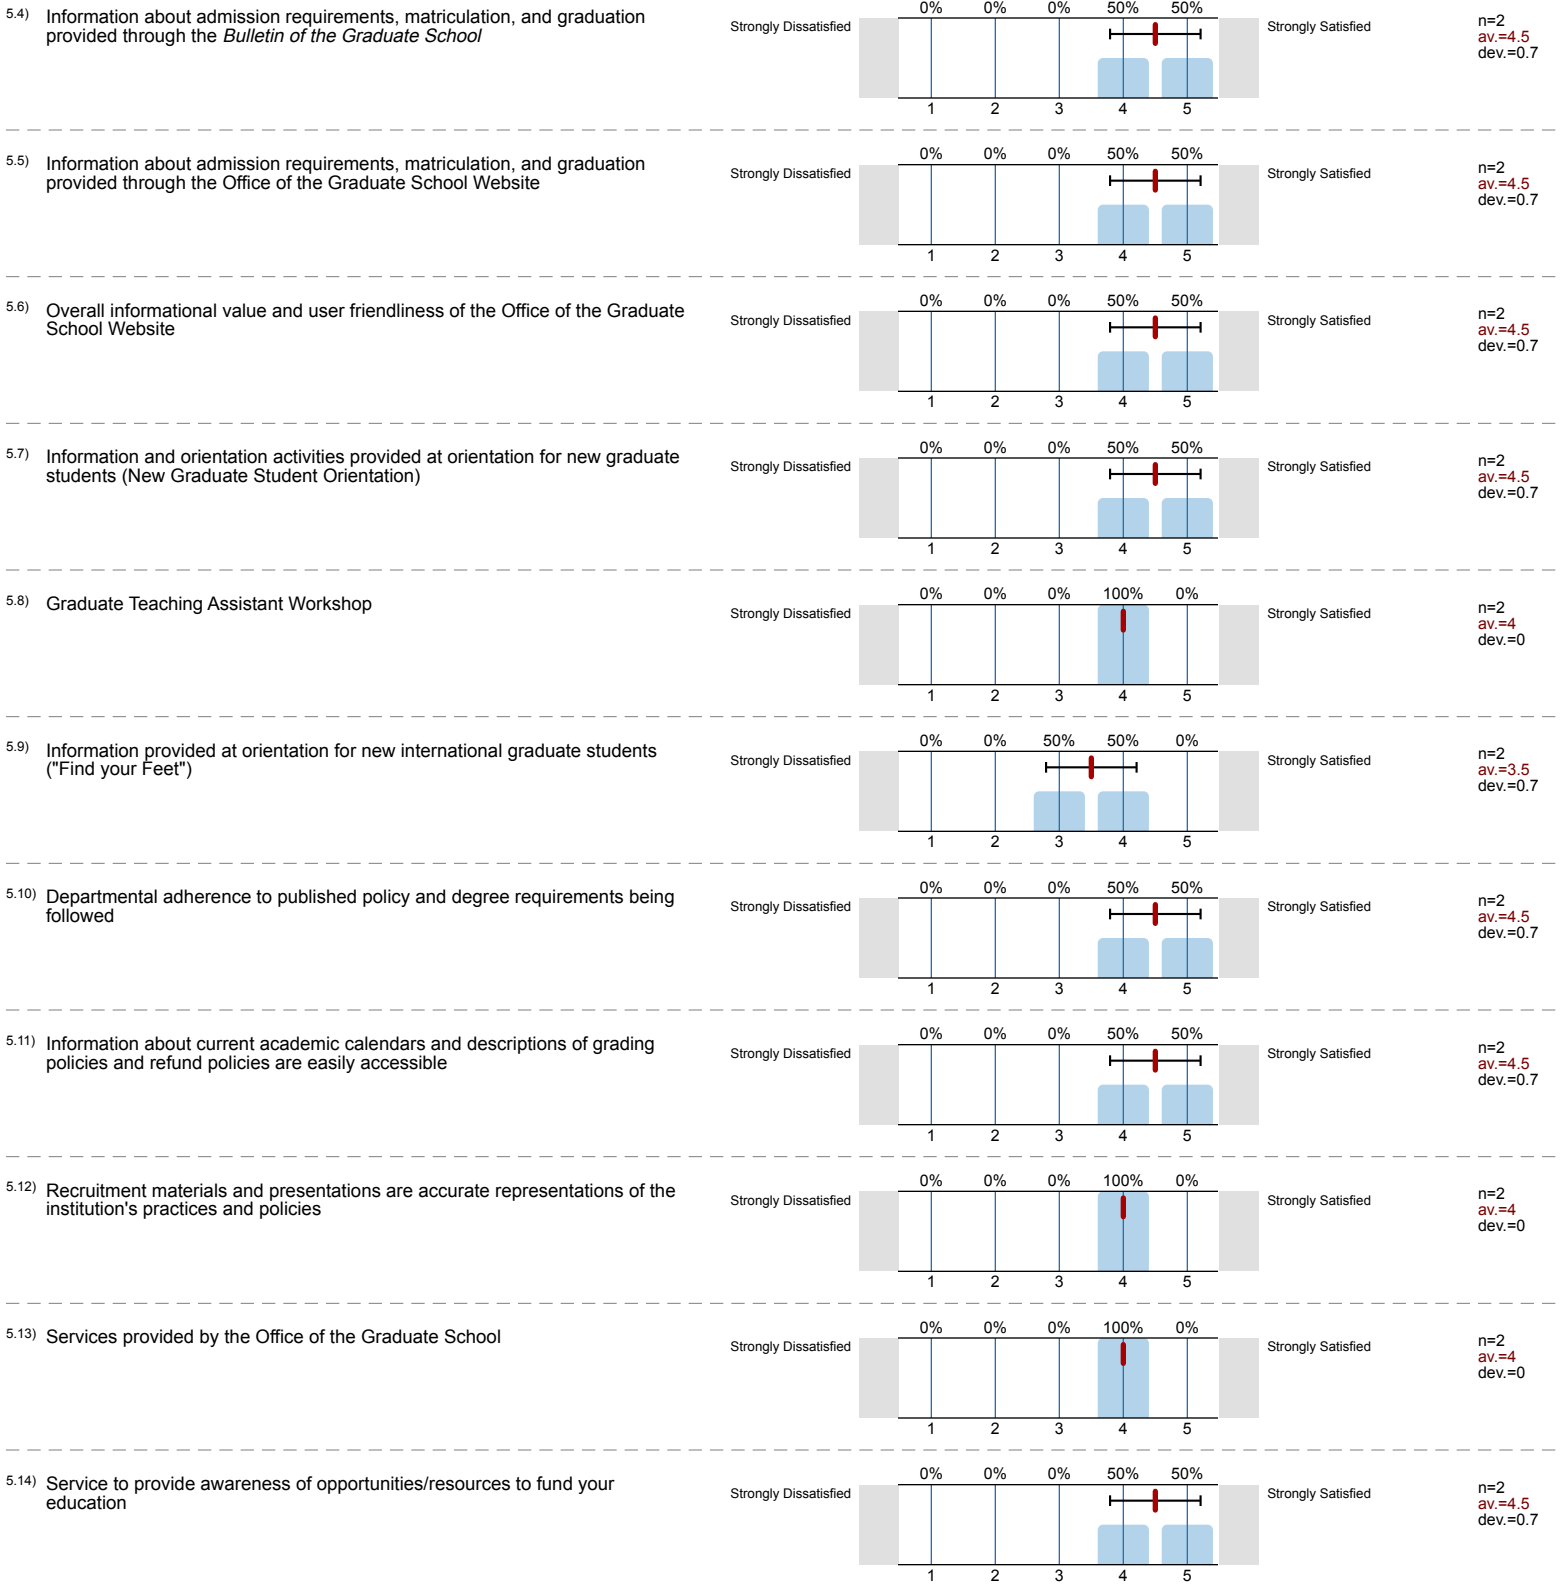 5.4) Information about admission requirements, matriculation, and graduation
provided through the Bulletin of the Graduate School
Strongly Dissatisfied
0% 0% 0% 50% 50%
1 2 3 4 5
Strongly Satisfied
n=2
av.=4.5
dev.=0.7
5.5) Information about admission requirements, matriculation, and graduation
provided through the Office of the Graduate School Website
Strongly Dissatisfied
0% 0% 0% 50% 50%
1 2 3 4 5
Strongly Satisfied
n=2
av.=4.5
dev.=0.7
5.6) Overall informational value and user friendliness of the Office of the Graduate
School Website
Strongly Dissatisfied
0% 0% 0% 50% 50%
1 2 3 4 5
Strongly Satisfied
n=2
av.=4.5
dev.=0.7
5.7) Information and orientation activities provided at orientation for new graduate
students (New Graduate Student Orientation)
Strongly Dissatisfied
0% 0% 0% 50% 50%
1 2 3 4 5
Strongly Satisfied
n=2
av.=4.5
dev.=0.7
5.8) Graduate Teaching Assistant Workshop
Strongly Dissatisfied
0% 0% 0% 100% 0%
1 2 3 4 5
Strongly Satisfied
n=2
av.=4
dev.=0
5.9) Information provided at orientation for new international graduate students
("Find your Feet")
Strongly Dissatisfied
0% 0% 50% 50% 0%
1 2 3 4 5
Strongly Satisfied
n=2
av.=3.5
dev.=0.7
5.10) Departmental adherence to published policy and degree requirements being
followed
Strongly Dissatisfied
0% 0% 0% 50% 50%
1 2 3 4 5
Strongly Satisfied
n=2
av.=4.5
dev.=0.7
5.11) Information about current academic calendars and descriptions of grading
policies and refund policies are easily accessible
Strongly Dissatisfied
0% 0% 0% 50% 50%
1 2 3 4 5
Strongly Satisfied
n=2
av.=4.5
dev.=0.7
5.12) Recruitment materials and presentations are accurate representations of the
institution's practices and policies
Strongly Dissatisfied
0% 0% 0% 100% 0%
1 2 3 4 5
Strongly Satisfied
n=2
av.=4
dev.=0
5.13) Services provided by the Office of the Graduate School
Strongly Dissatisfied
0% 0% 0% 100% 0%
1 2 3 4 5
Strongly Satisfied
n=2
av.=4
dev.=0
5.14) Service to provide awareness of opportunities/resources to fund your
education
Strongly Dissatisfied
0% 0% 0% 50% 50%
1 2 3 4 5
Strongly Satisfied
n=2
av.=4.5
dev.=0.7